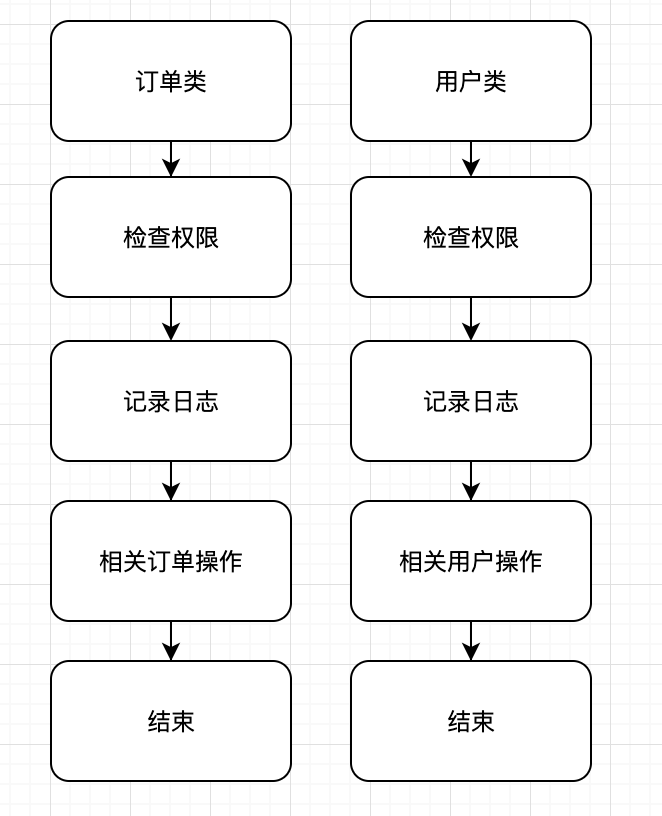 订单类
检查权限
记录日志
相关订单操作
结束
用户类
检查权限
记录日志
相关用户操作
结束